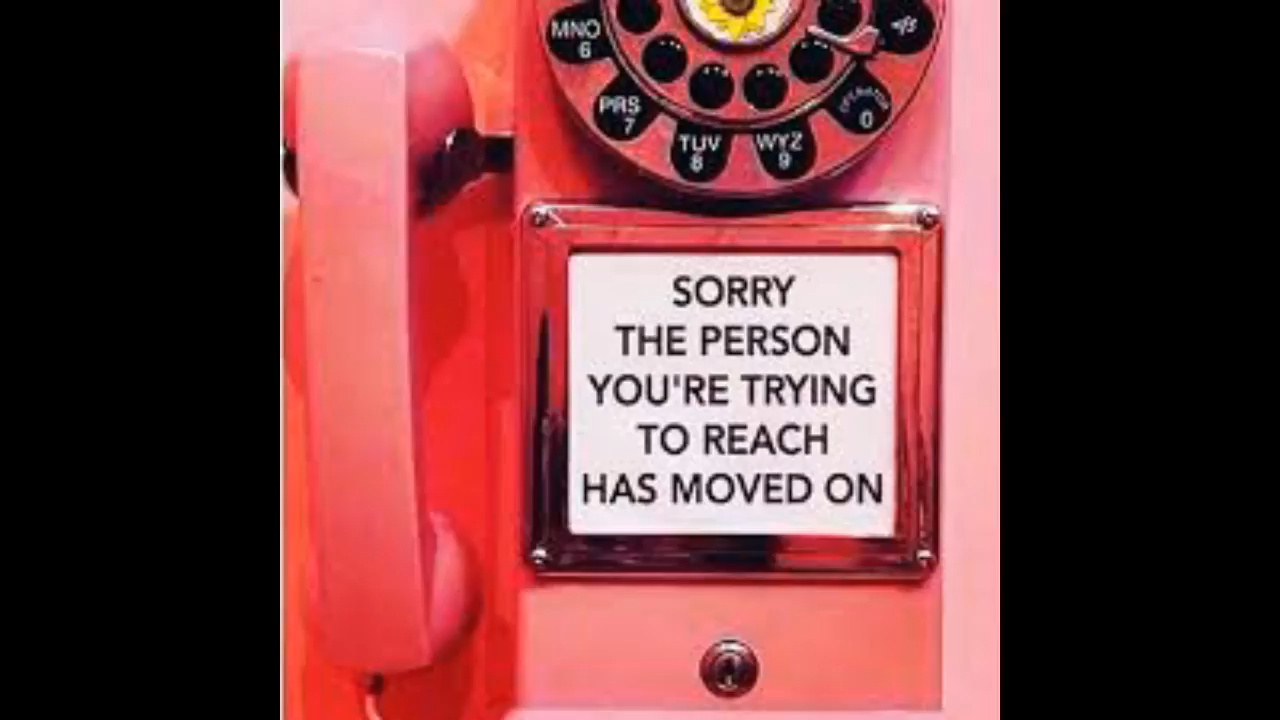 MNO
6
PRS
7
TUV
8
WYZ
9
OPERATOR
0
SORRY
THE PERSON
YOU'RE TRYING
TO REACH
HAS MOVED ON